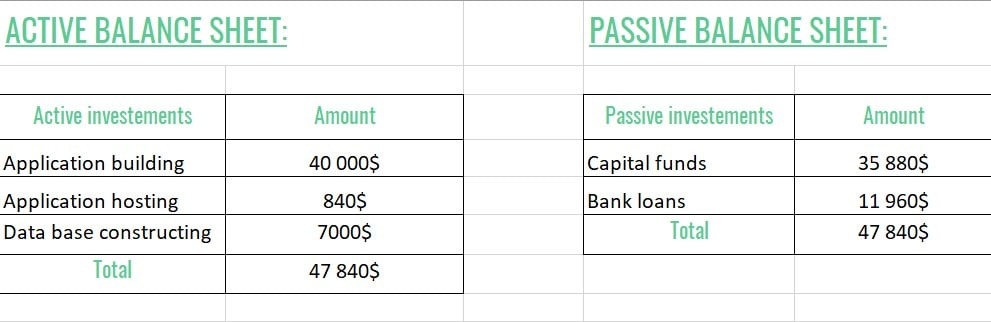 ACTIVE BALANCE SHEET:
PASSIVE BALANCE SHEET:
Active investements Amount
Application building 40 000$
Application hosting 840$
Data base constructing 7000$
Total 47 840$
Passive investements Amount
Capital funds 35 880$
Bank loans 11 960$
Total 47 840$